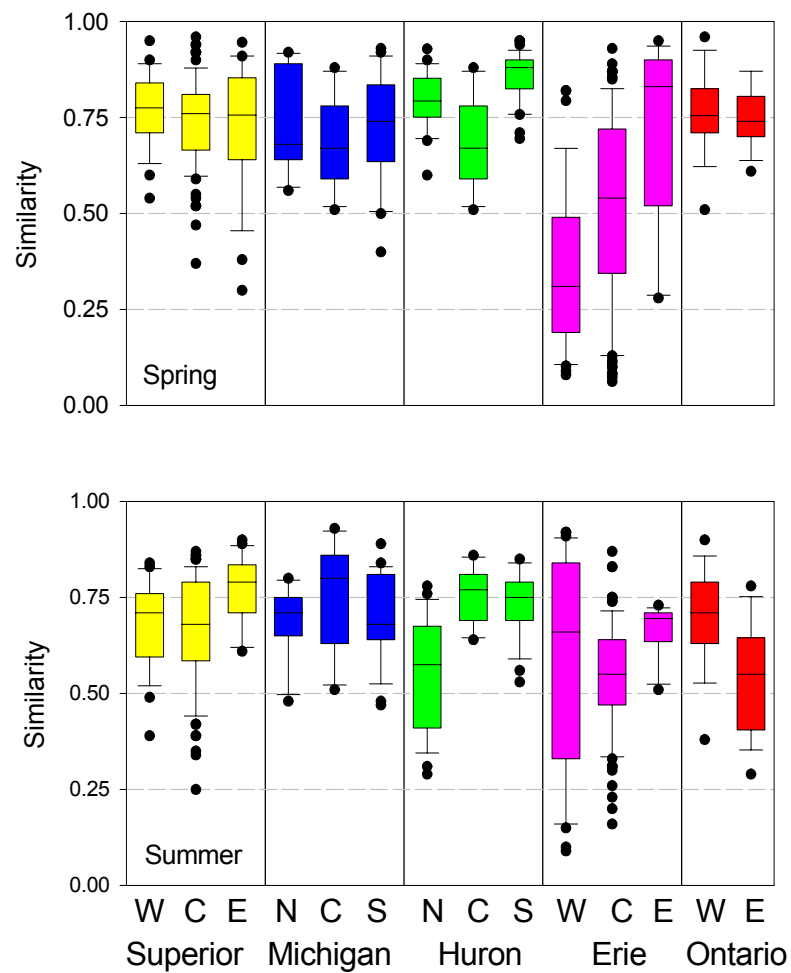 1.00
0.75
0.50
0.25
0.00
Similarity
Spring
1.00
0.75
0.50
0.25
0.00
Similarity
Summer
W C E N C S N C S W C E W E
Superior Michigan Huron Erie Ontario